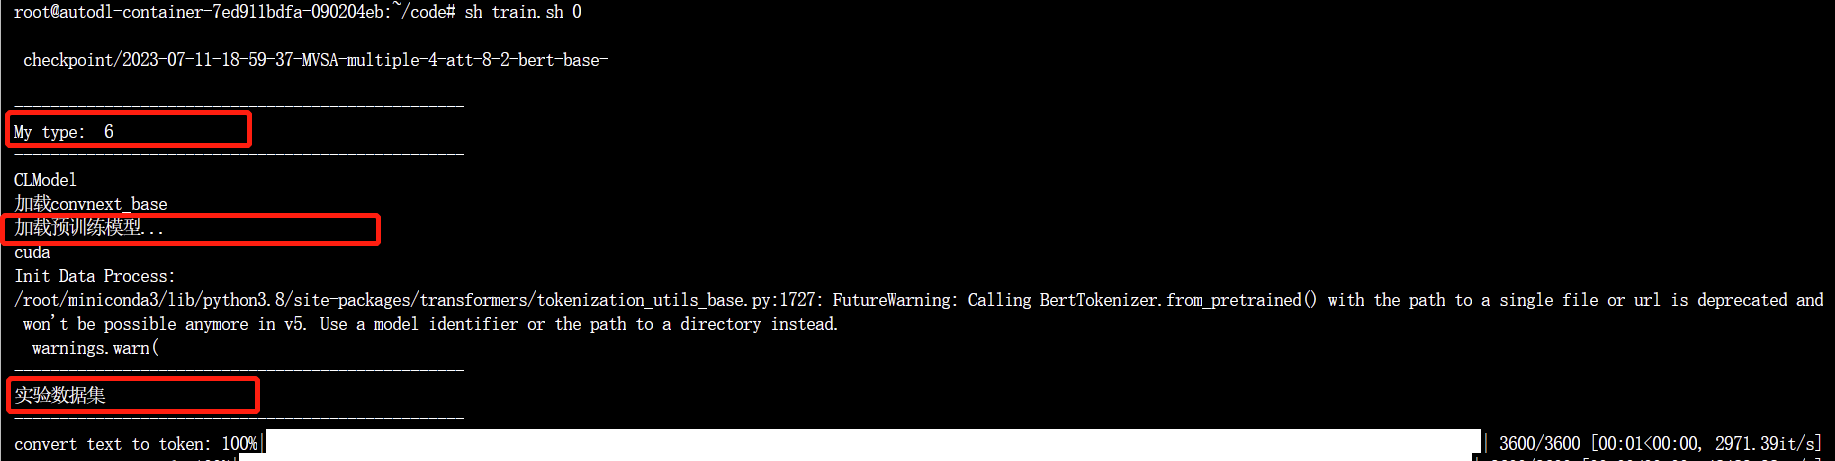 root@autodl-container-7ed911bdfa-090204eb:~/code# sh train.sh 0
checkpoint/2023-07-11-18-59-37-MVSA-multiple-4-att-8-2-bert-base-
--------------------------------------------------
My type:  6
--------------------------------------------------
CLModel
加载convnext_base
加载预训练模型...
cuda
Init Data Process:
/root/miniconda3/lib/python3.8/site-packages/transformers/tokenization_utils_base.py:1727: FutureWarning: Calling BertTokenizer.from_pretrained() with the path to a single file or url is deprecated and
won't be possible anymore in v5. Use a model identifier or the path to a directory instead.
warnings.warn(
--------------------------------------------------
实验数据集
--------------------------------------------------
convert text to token: 100%| | 3600/3600 [00:01<00:00, 2971.39it/s]